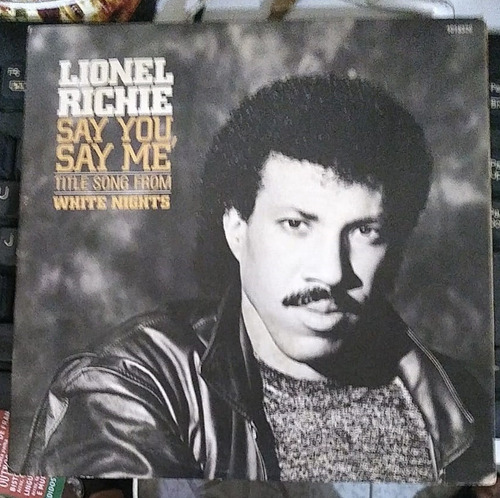 LIONEL
RICHIE
SAY YOU,
SAY ME
TITLE SONG FROM
WHITE NIGHTS